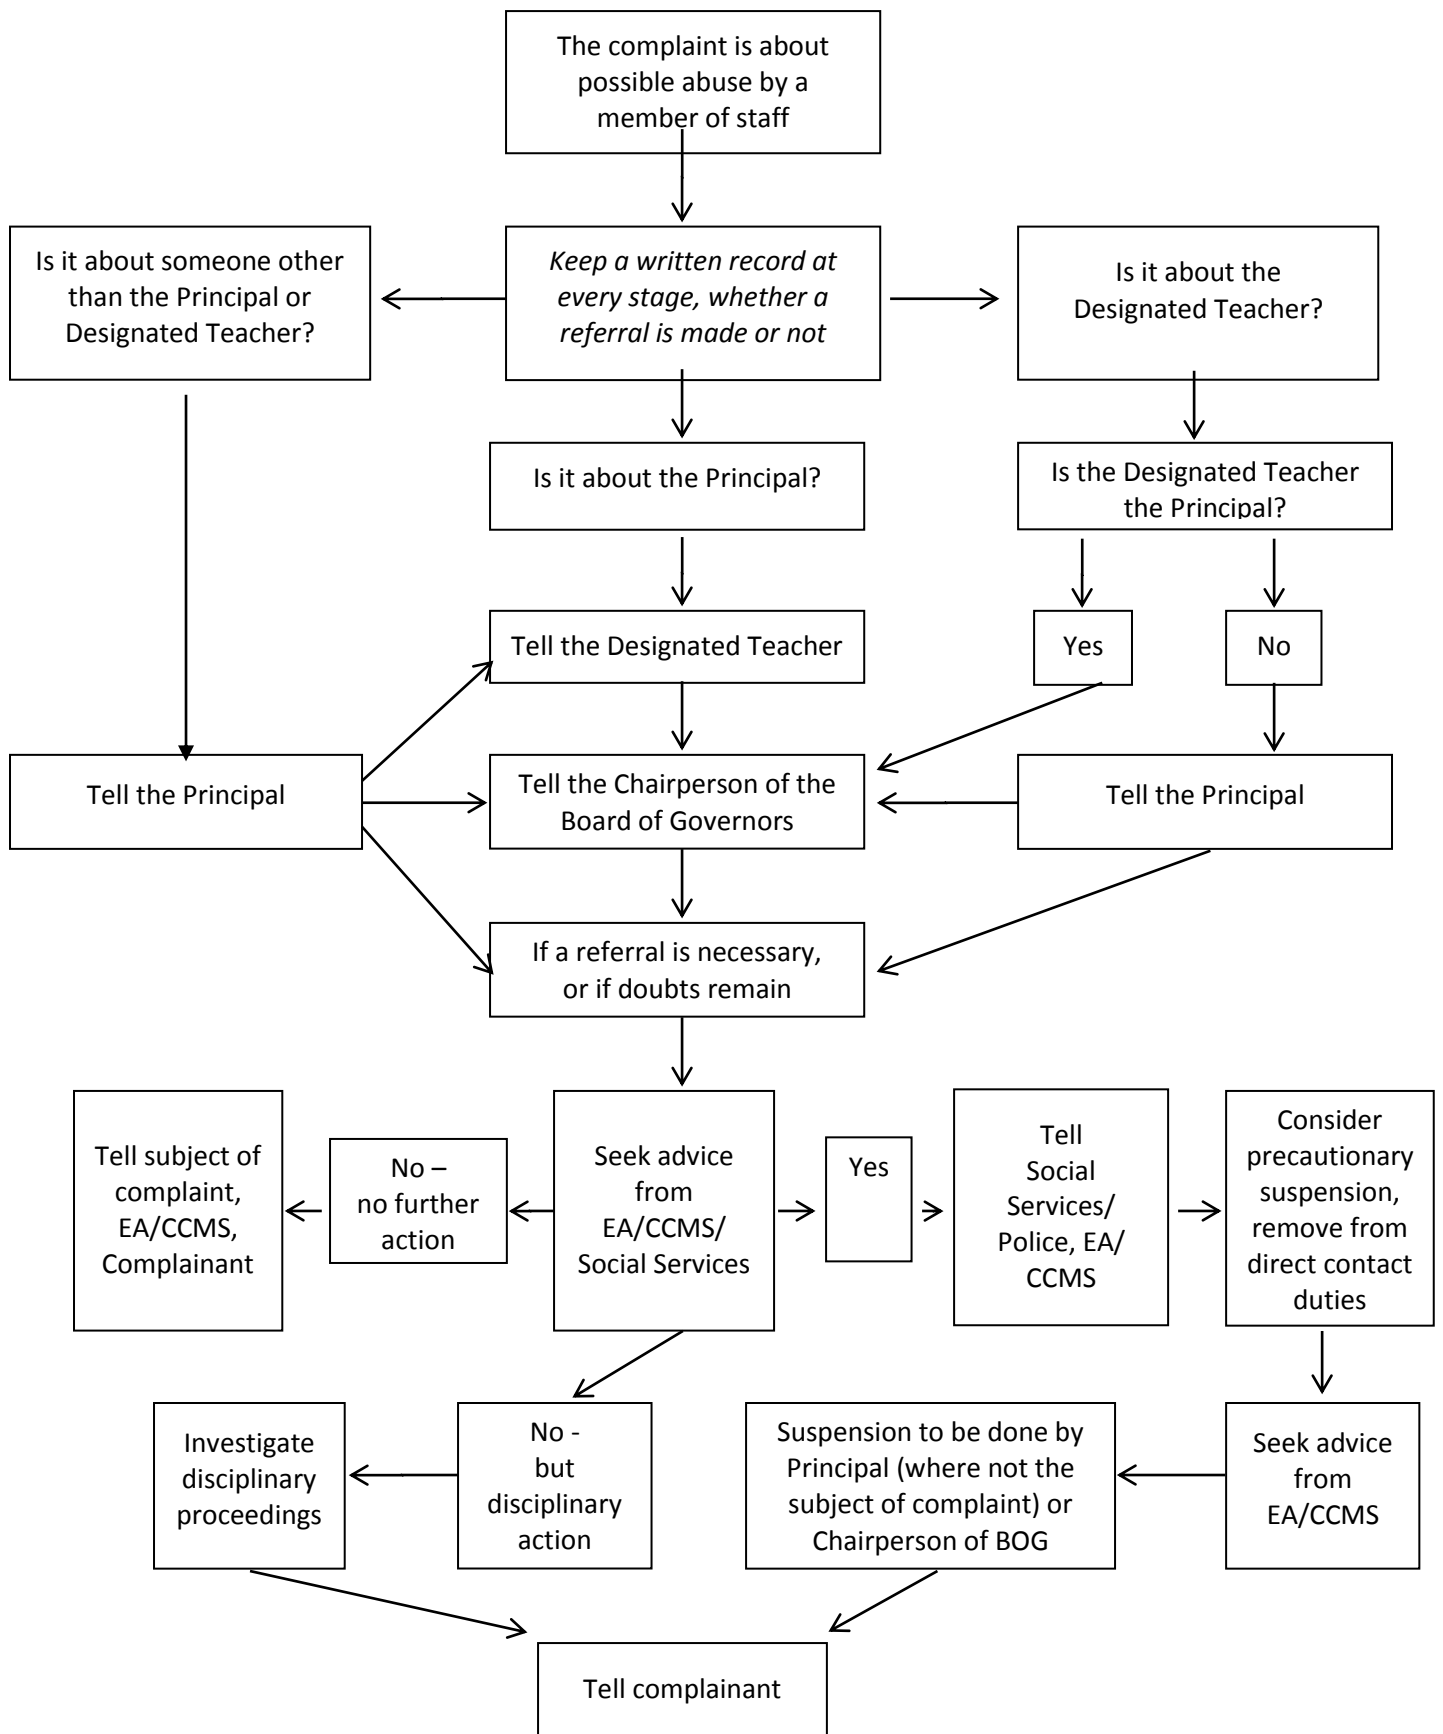 The complaint is about
possible abuse by a
member of staff
Is it about someone other
than the Principal or
Designated Teacher?
Keep a written record at
every stage, whether a
referral is made or not
Is it about the
Designated Teacher?
Is it about the Principal?
Is the Designated Teacher
the Principal?
Tell the Designated Teacher
Yes
No
Tell the Principal
Tell the Chairperson of the
Board of Governors
Tell the Principal
If a referral is necessary,
or if doubts remain
Tell subject of
complaint,
EA/CCMS,
Complainant
No –
no further
action
Seek advice
from
EA/CCMS/
Social Services
Yes
Tell
Social
Services/
Police, EA/
CCMS
Consider
precautionary
suspension,
remove from
direct contact
duties
Investigate
disciplinary
proceedings
No -
but
disciplinary
action
Suspension to be done by
Principal (where not the
subject of complaint) or
Chairperson of BOG
Seek advice
from
EA/CCMS
Tell complainant